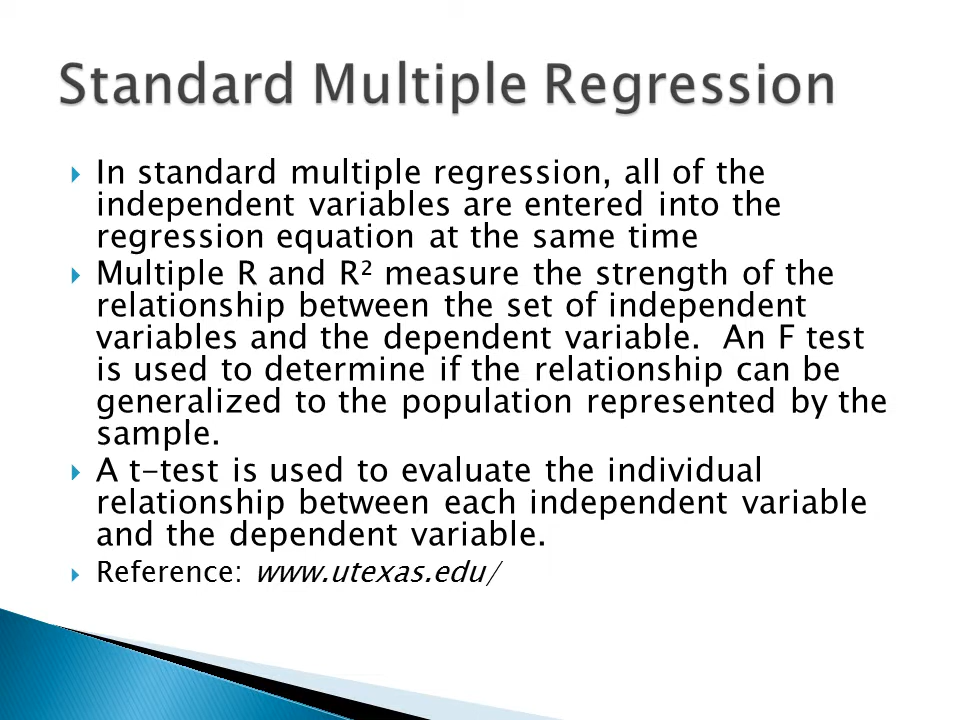 Standard Multiple Regression
In standard multiple regression, all of the
independent variables are entered into the
regression equation at the same time
Multiple R and R² measure the strength of the
relationship between the set of independent
variables and the dependent variable.  An F test
is used to determine if the relationship can be
generalized to the population represented by the
sample.
A t-test is used to evaluate the individual
relationship between each independent variable
and the dependent variable.
Reference: www.utexas.edu/